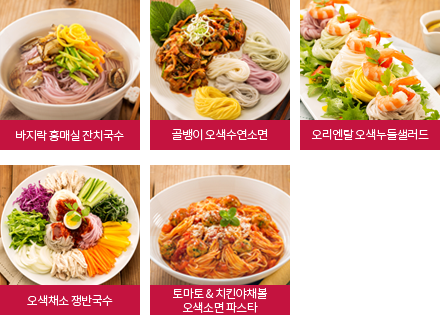 바지락 홍매실 잔치국수
골뱅이 오색수연소면
오리엔탈 오색누들샐러드
오색채소 쟁반국수
토마토 & 치킨야채볼
오색소면 파스타